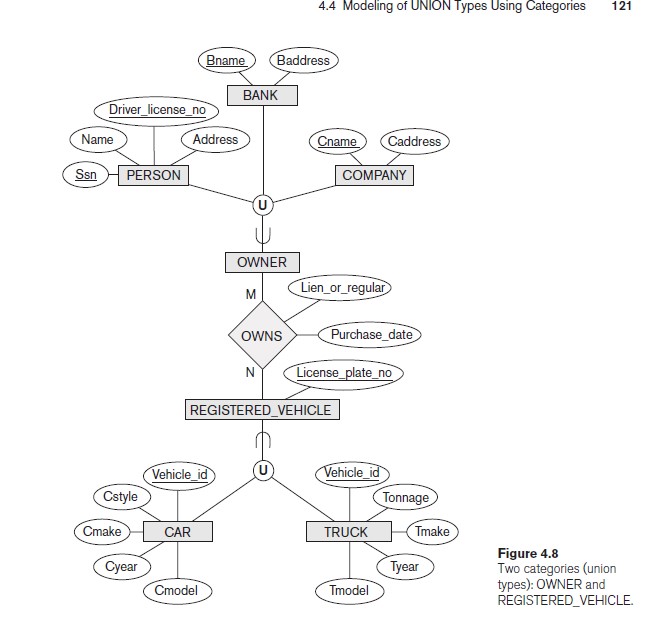 4.4 Modeling of UNION Types Using Categories 121
Bname Baddress
BANK
Driver_license_no
Name Address
Cname Caddress
Ssn PERSON
COMPANY
U
OWNER
M
Lien_or_regular
OWNS
Purchase_date
N
License_plate_no
REGISTERED_VEHICLE
U
Vehicle_id
Vehicle_id
Cstyle
Tonnage
Cmake CAR
TRUCK Tmake
Cyear
Tyear
Cmodel
Tmodel
Figure 4.8
Two categories (union
types): OWNER and
REGISTERED_VEHICLE.